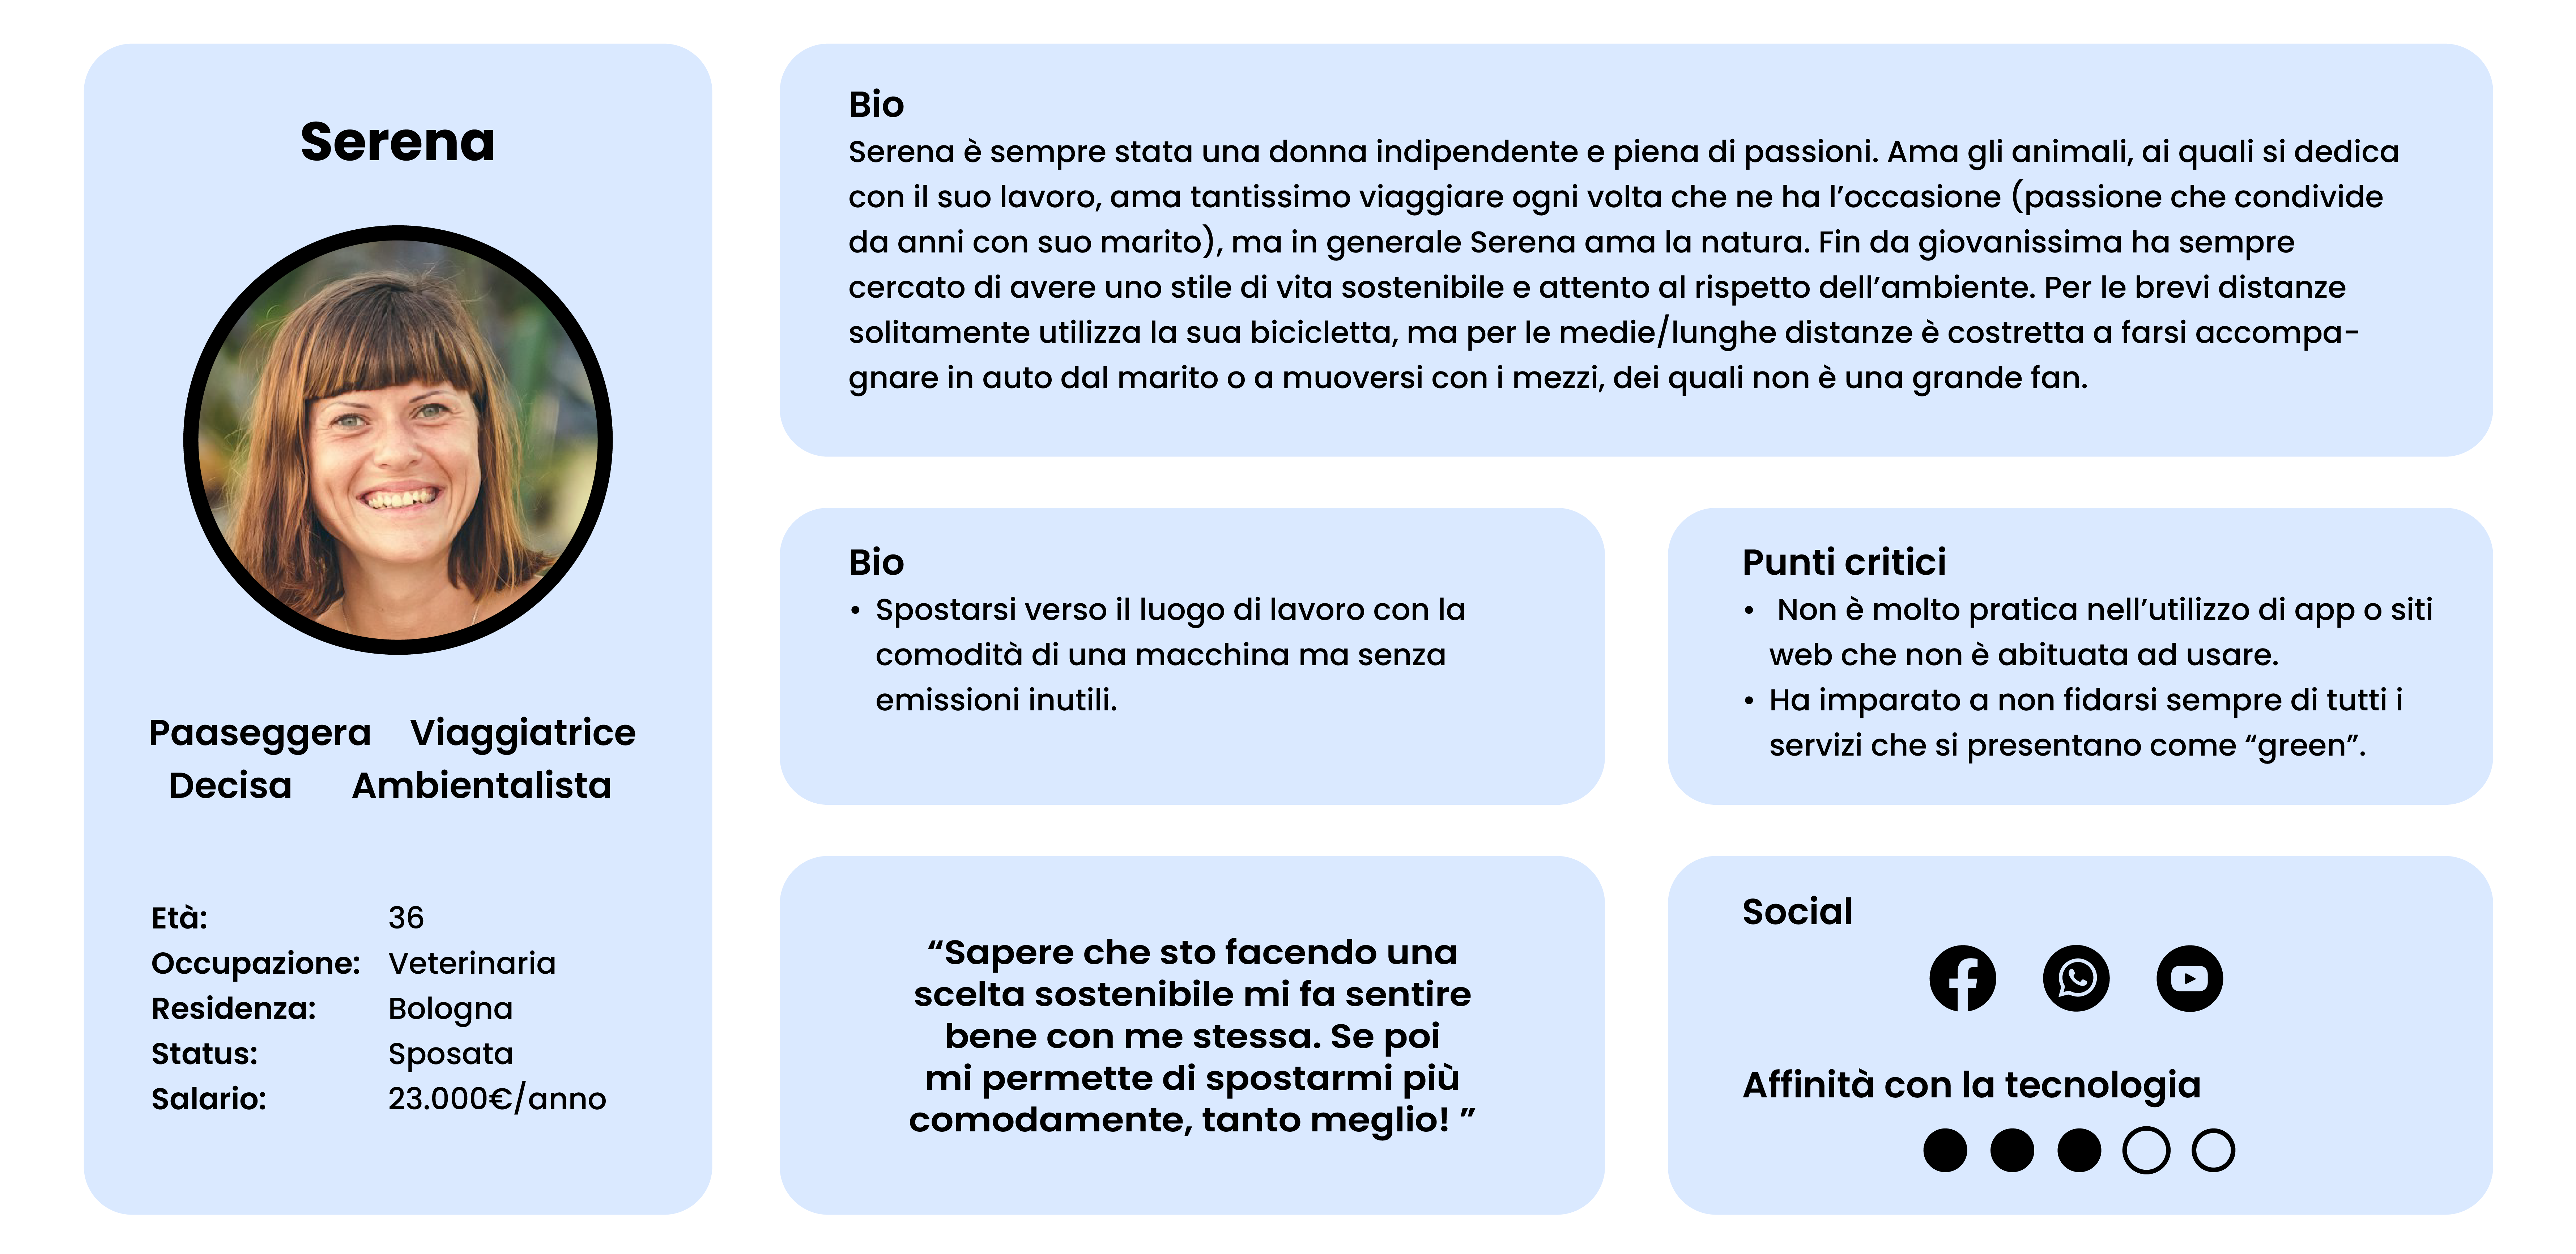 Serena
Paaseggera Viaggiatrice
Decisa Ambientalista
Età: 36
Occupazione: Veterinaria
Residenza: Bologna
Status: Sposata
Salario: 23.000€/anno
Bio
Serena è sempre stata una donna indipendente e piena di passioni. Ama gli animali, ai quali si dedica
con il suo lavoro, ama tantissimo viaggiare ogni volta che ne ha l’occasione (passione che condivide
da anni con suo marito), ma in generale Serena ama la natura. Fin da giovanissima ha sempre
cercato di avere uno stile di vita sostenibile e attento al rispetto dell’ambiente. Per le brevi distanze
solitamente utilizza la sua bicicletta, ma per le medie/lunghe distanze è costretta a farsi accompa-
gnare in auto dal marito o a muoversi con i mezzi, dei quali non è una grande fan.
Bio
• Spostarsi verso il luogo di lavoro con la
comodità di una macchina ma senza
emissioni inutili.
Punti critici
• Non è molto pratica nell’utilizzo di app o siti
web che non è abituata ad usare.
• Ha imparato a non fidarsi sempre di tutti i
servizi che si presentano come “green”.
“Sapere che sto facendo una
scelta sostenibile mi fa sentire
bene con me stessa. Se poi
mi permette di spostarmi più
comodamente, tanto meglio! ”
Social
Affinità con la tecnologia